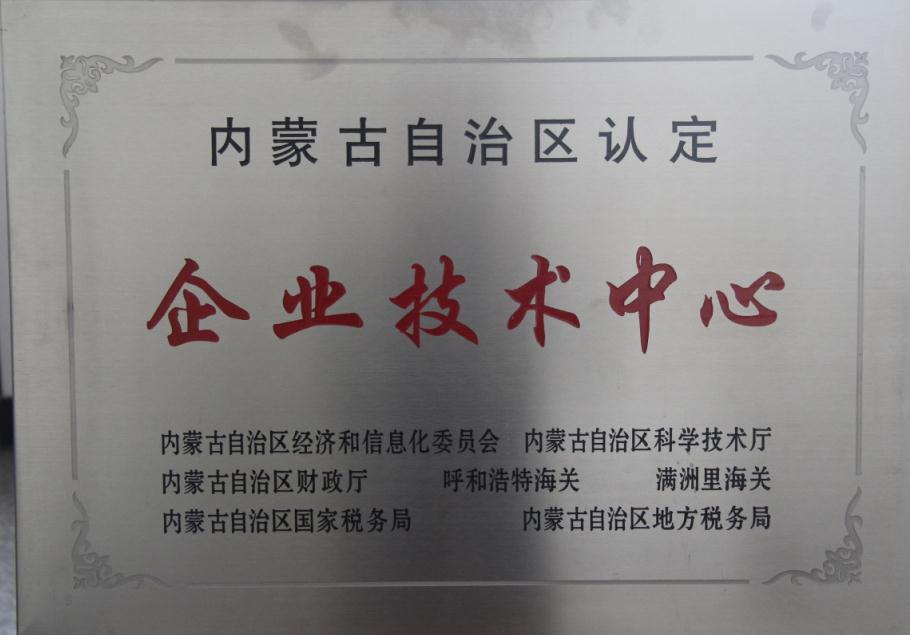 内蒙古自治区认定
企业技术中心
内蒙古自治区经济和信息化委员会 内蒙古自治区科学技术厅
内蒙古自治区财政厅 呼和浩特海关 满洲里海关
内蒙古自治区国家税务局 内蒙古自治区地方税务局